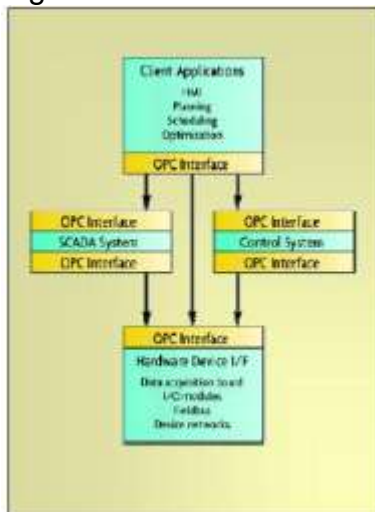 Client Applications
HMI
Planning
Scheduling
Optimization
OPC Interface
OPC Interface
SCADA System
OPC Interface
OPC Interface
Control System
OPC Interface
OPC Interface
Hardware Device I/F
Data acquisition board
I/O modules
Fieldbus
Device networks